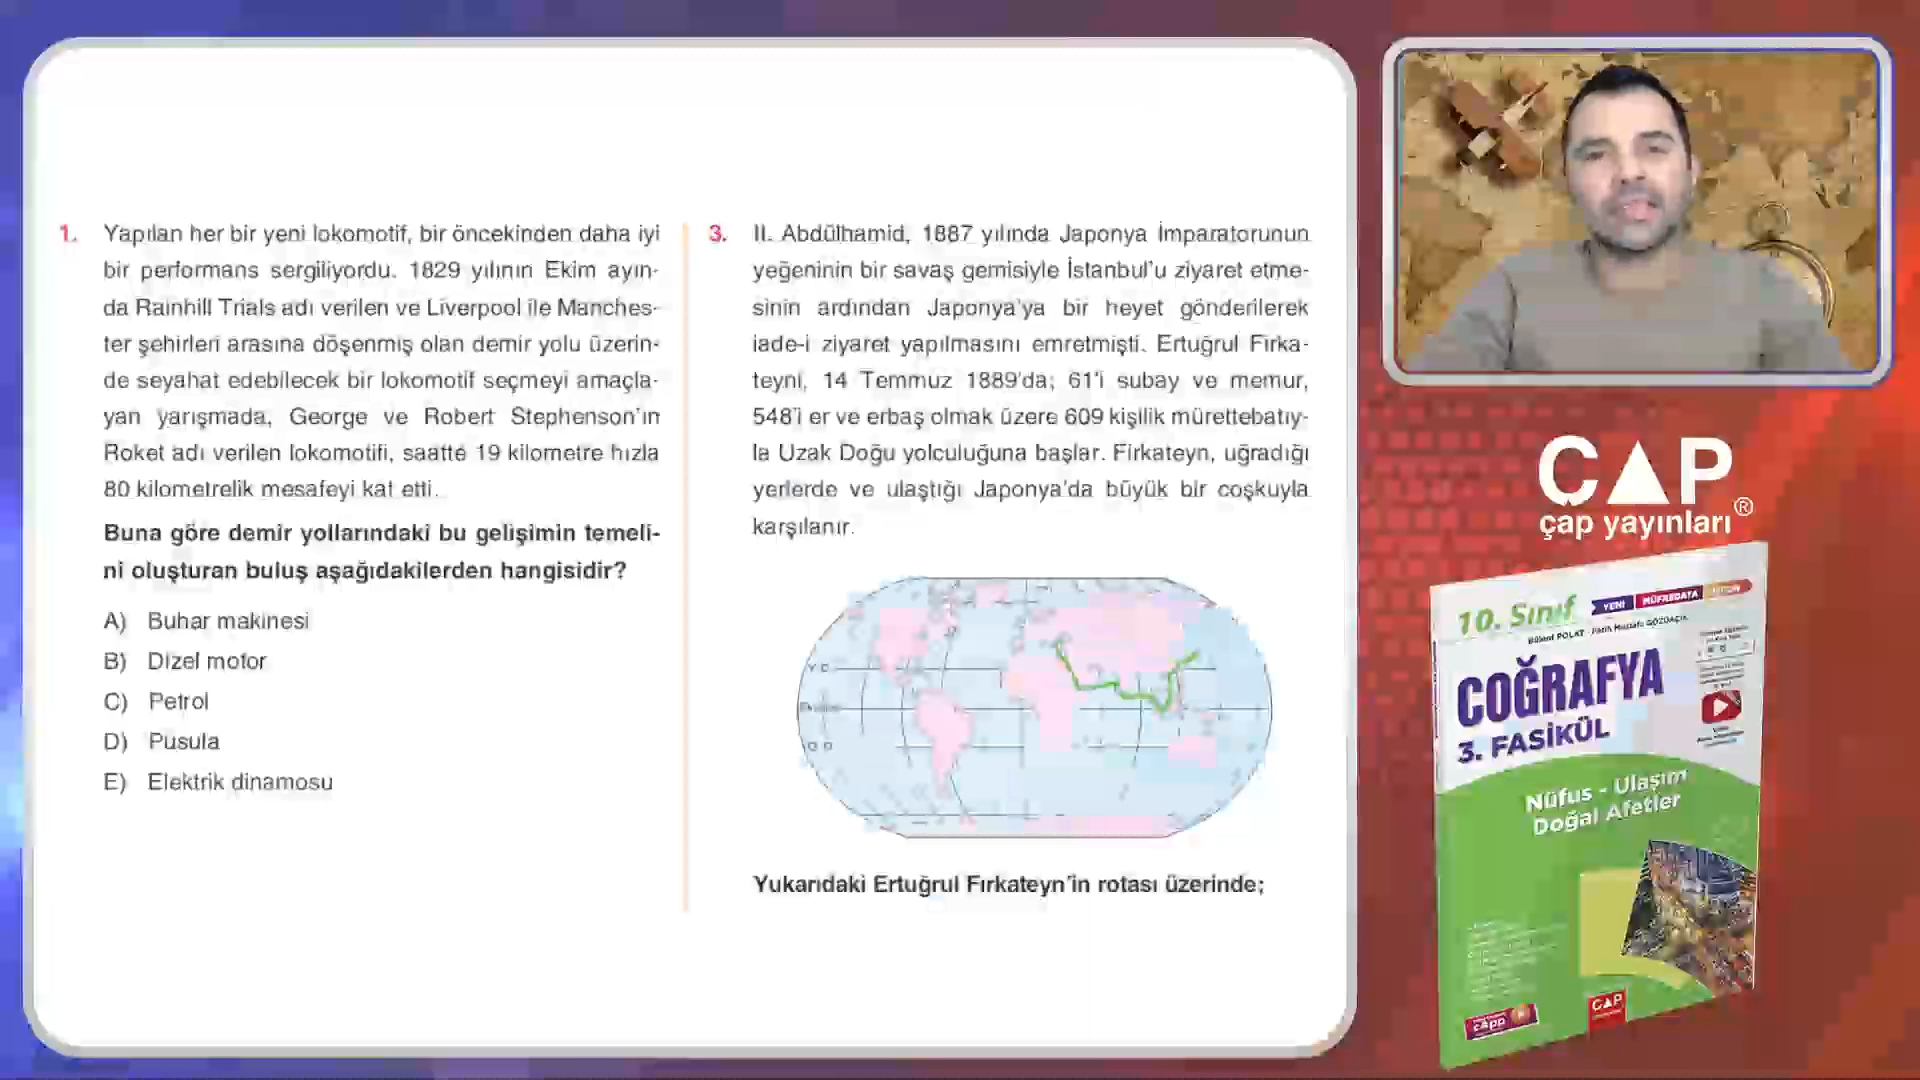 1. Yapılan her bir yeni lokomotif, bir öncekinden daha iyi
bir performans sergiliyordu. 1829 yılının Ekim ayın-
da Rainhill Trials adı verilen ve Liverpool ile Manches-
ter şehirleri arasına döşenmiş olan demir yolu üzerin-
de seyahat edebilecek bir lokomotif seçmeyi amaçla-
yan yarışmada, George ve Robert Stephenson'ın
Roket adı verilen lokomotifi, saatte 19 kilometre hızla
80 kilometrelik mesafeyi kat etti.
Buna göre demir yollarındaki bu gelişimin temeli-
ni oluşturan buluş aşağıdakilerden hangisidir?
A) Buhar makinesi
B) Dizel motor
C) Petrol
D) Pusula
E) Elektrik dinamosu
3. II. Abdülhamid, 1887 yılında Japonya İmparatorunun
yeğeninin bir savaş gemisiyle İstanbul'u ziyaret etme-
sinin ardından Japonya'ya bir heyet gönderilerek
iade-i ziyaret yapılmasını emretmişti. Ertuğrul Fırka-
teyni, 14 Temmuz 1889'da; 61'i subay ve memur,
548'i er ve erbaş olmak üzere 609 kişilik mürettebatıy-
la Uzak Doğu yolculuğuna başlar. Fırkateyn, uğradığı
yerlerde ve ulaştığı Japonya'da büyük bir coşkuyla
karşılanır.
Y.D.
Ekvator
O.D.
Yukarıdaki Ertuğrul Fırkateyn'in rotası üzerinde;
ÇAP
çap yayınları®
10. Sınıf
YENİ MÜFREDATA
Bülent POLAT - Fatih Mustafa GÖZÜAÇIK
COĞRAFYA
3. FASİKÜL
Nüfus - Ulaşım
Doğal Afetler
cApp
ÇAP